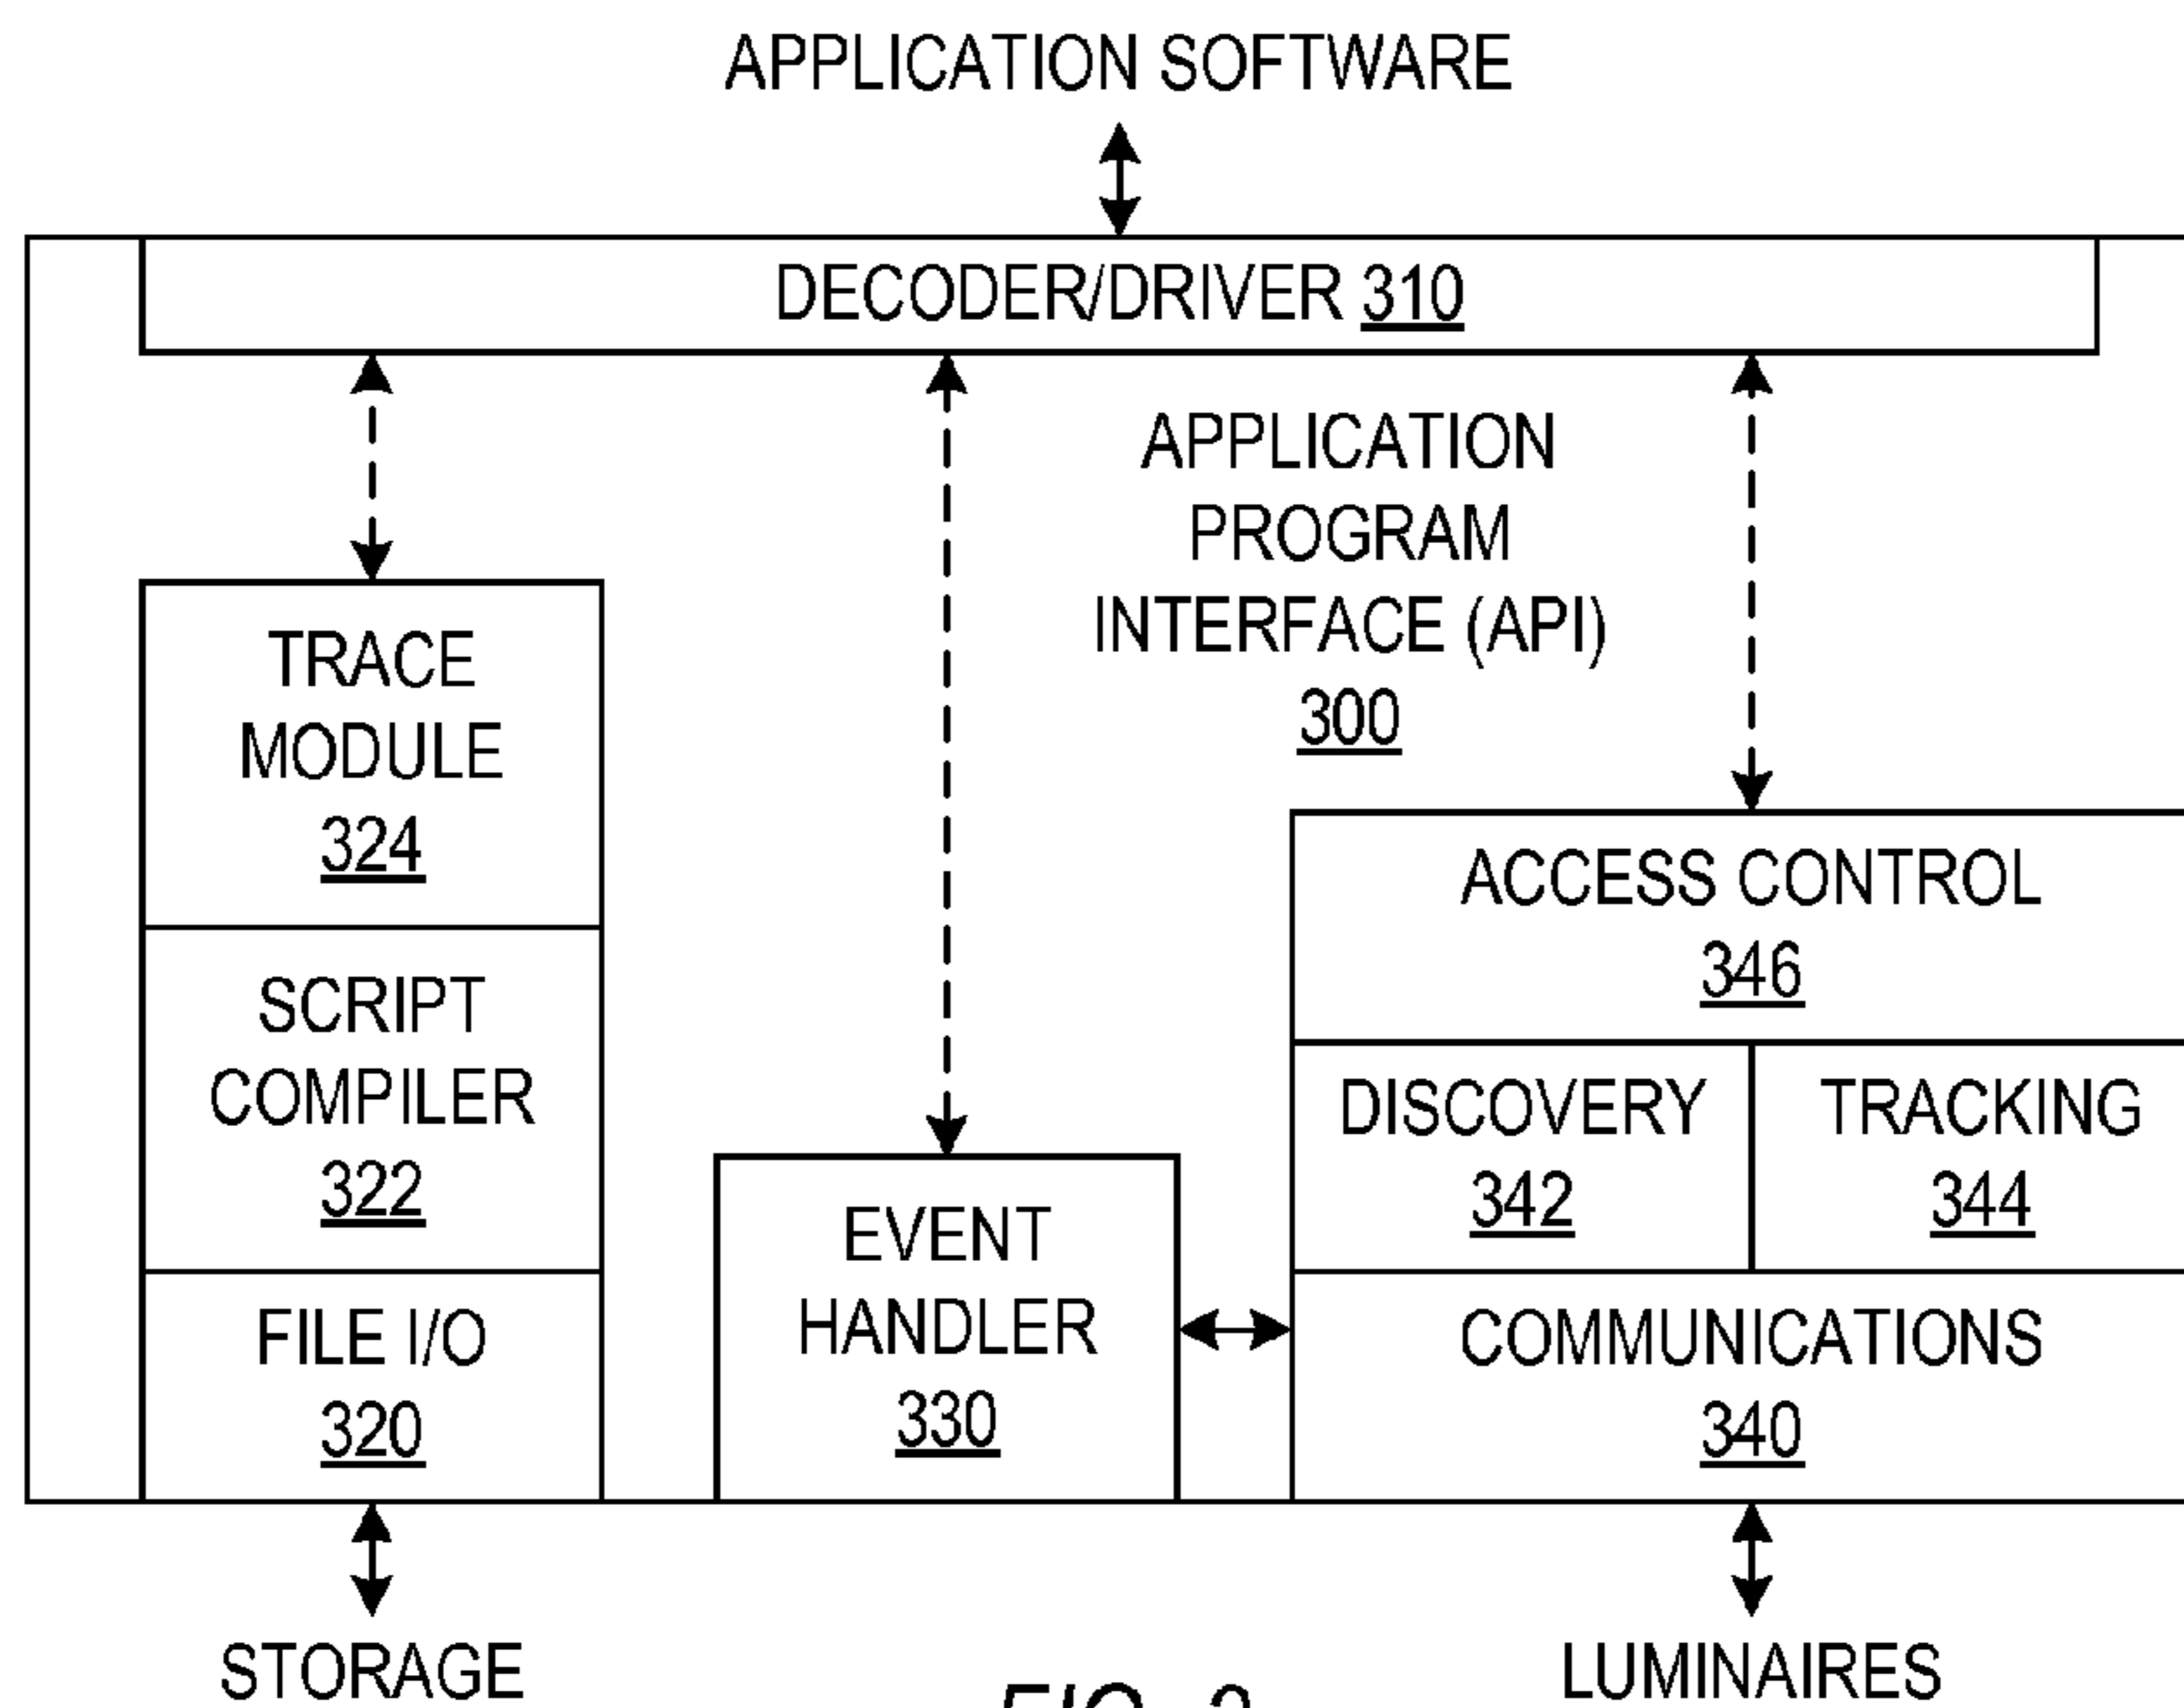 APPLICATION SOFTWARE
DECODER/DRIVER 310
APPLICATION
PROGRAM
INTERFACE (API)
300
TRACE
MODULE
324
SCRIPT
COMPILER
322
FILE I/O
320
EVENT
HANDLER
330
ACCESS CONTROL
346
DISCOVERY
342
TRACKING
344
COMMUNICATIONS
340
STORAGE
LUMINAIRES